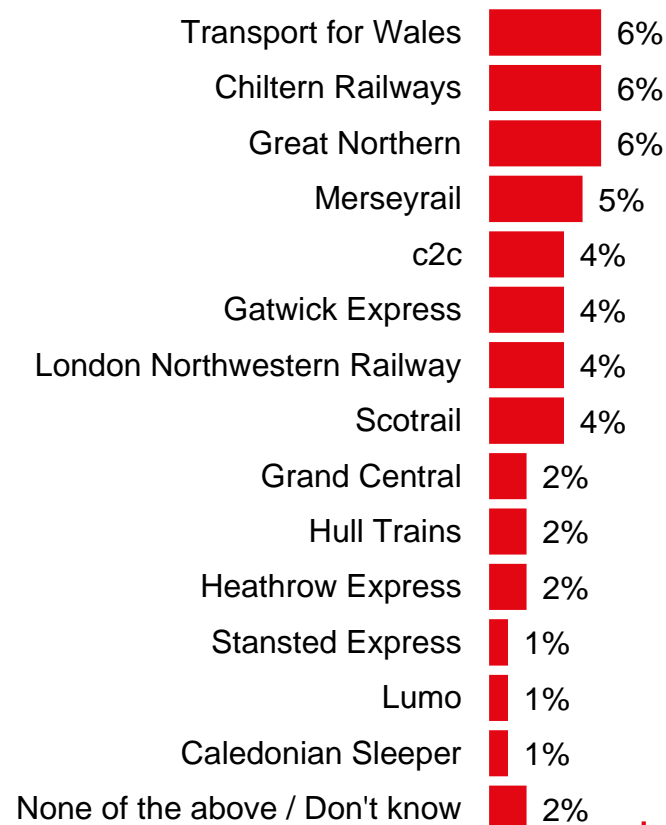 Transport for Wales 6%
Chiltern Railways 6%
Great Northern 6%
Merseyrail 5%
c2c 4%
Gatwick Express 4%
London Northwestern Railway 4%
Scotrail 4%
Grand Central 2%
Hull Trains 2%
Heathrow Express 2%
Stansted Express 1%
Lumo 1%
Caledonian Sleeper 1%
None of the above / Don't know 2%